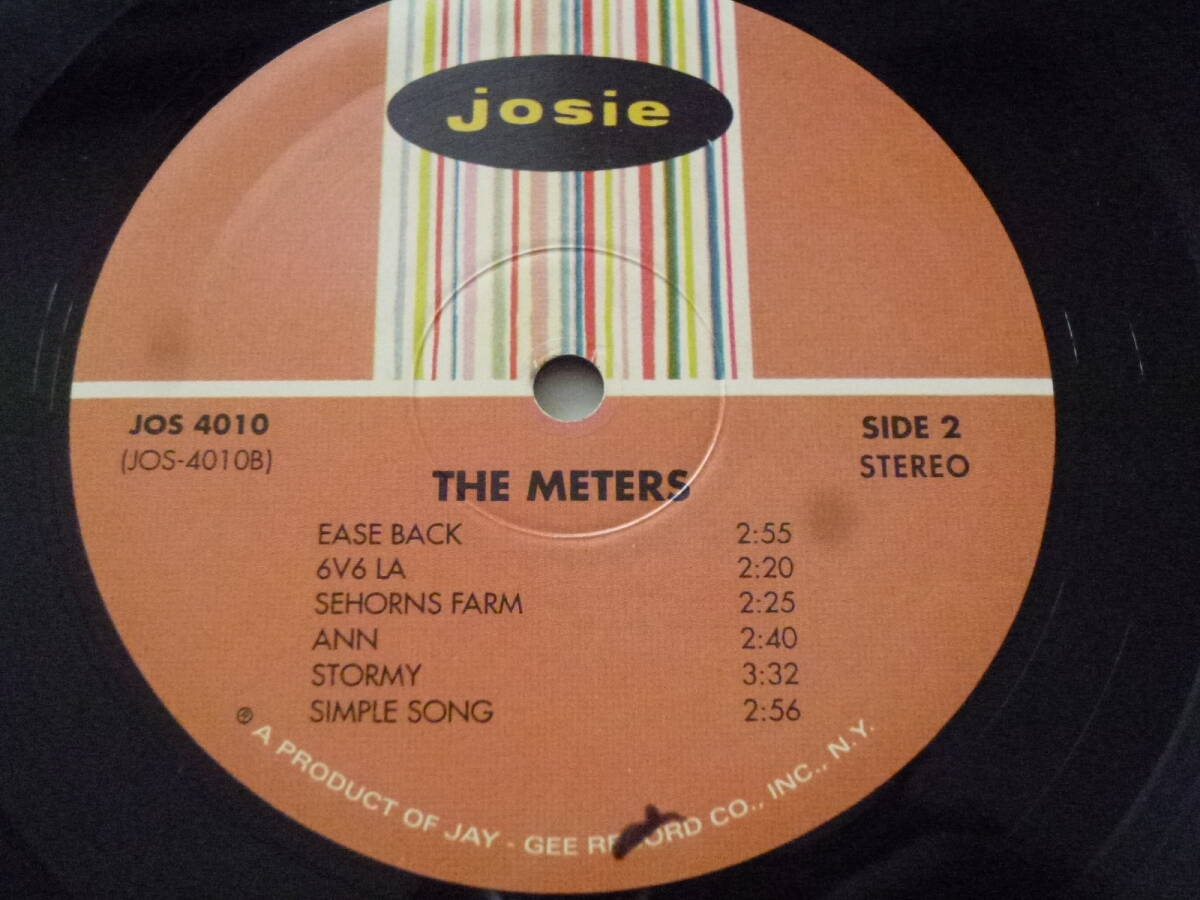 josie
JOS 4010
(JOS-4010B)
SIDE 2
STEREO
THE METERS
EASE BACK 2:55
6V6 LA 2:20
SEHORNS FARM 2:25
ANN 2:40
STORMY 3:32
SIMPLE SONG 2:56
® A PRODUCT OF JAY - GEE RECORD CO., INC., N.Y.